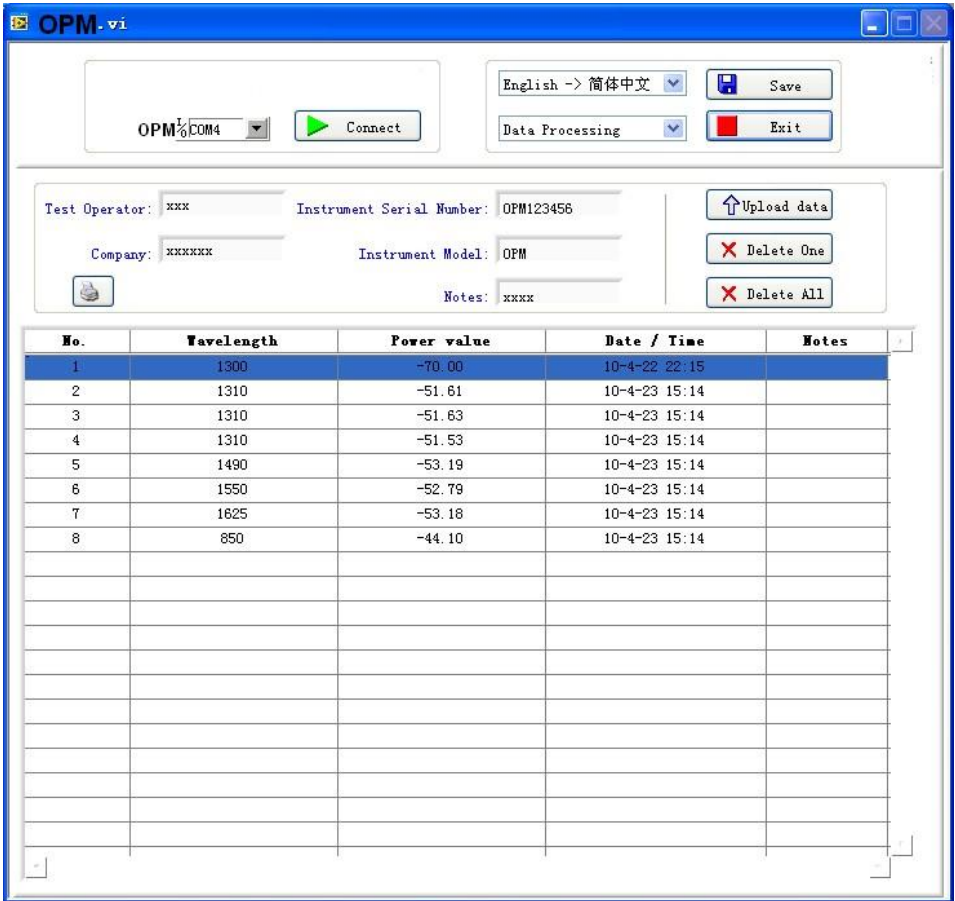 OPM.vi
English -> 简体中文 Save
OPM I/O COM4 Connect Data Processing Exit
Test Operator: xxx Instrument Serial Number: OPM123456 Upload data
Company: xxxxxx Instrument Model: OPM Delete One
Notes: xxxx Delete All
No. Wavelength Power value Date / Time Notes
1 1300 -70.00 10-4-22 22:15
2 1310 -51.61 10-4-23 15:14
3 1310 -51.63 10-4-23 15:14
4 1310 -51.53 10-4-23 15:14
5 1490 -53.19 10-4-23 15:14
6 1550 -52.79 10-4-23 15:14
7 1625 -53.18 10-4-23 15:14
8 850 -44.10 10-4-23 15:14